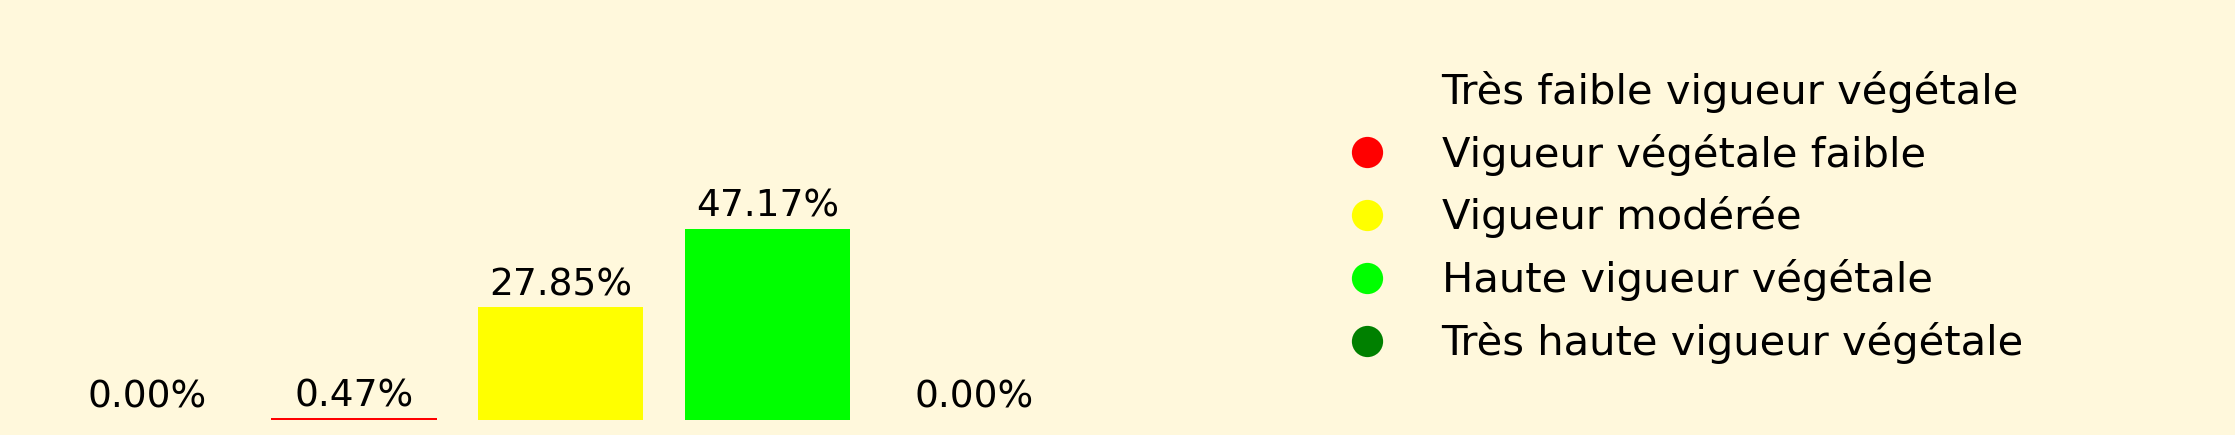 0.00%
0.47%
27.85%
47.17%
0.00%
Très faible vigueur végétale
Vigueur végétale faible
Vigueur modérée
Haute vigueur végétale
Très haute vigueur végétale